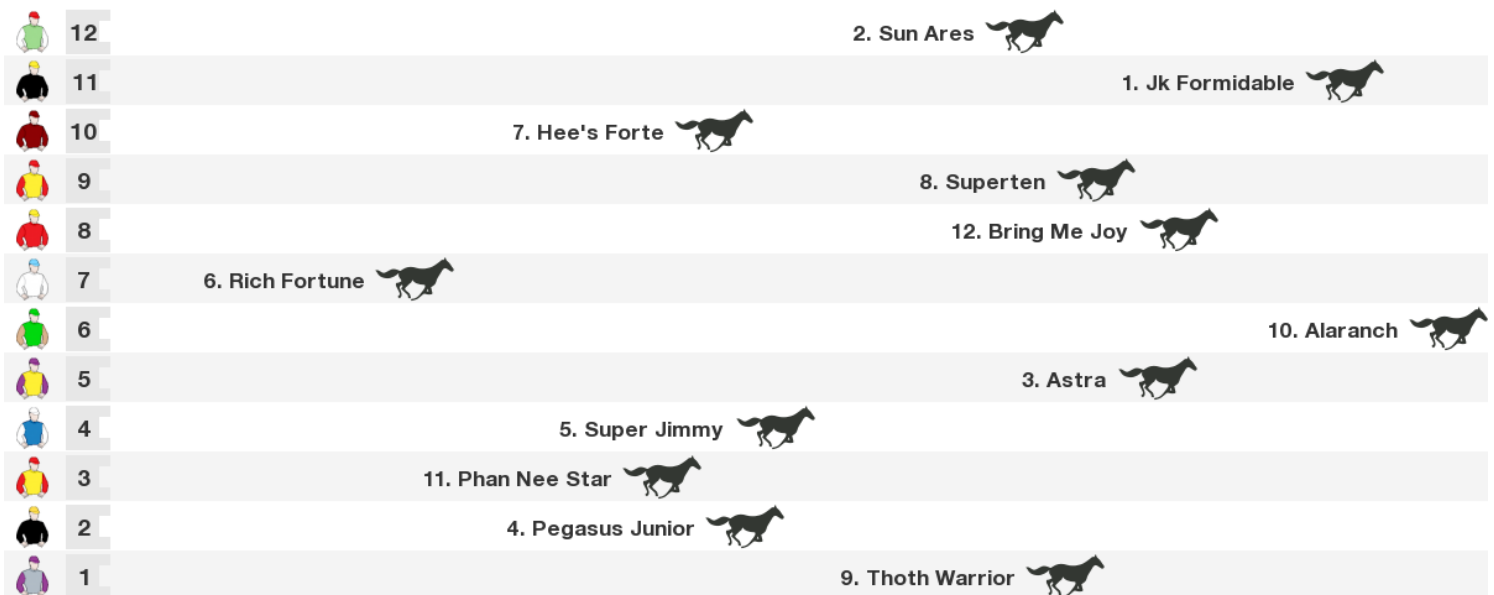 12 2. Sun Ares
11 1. Jk Formidable
10 7. Hee's Forte
9 8. Superten
8 12. Bring Me Joy
7 6. Rich Fortune
6 10. Alaranch
5 3. Astra
4 5. Super Jimmy
3 11. Phan Nee Star
2 4. Pegasus Junior
1 9. Thoth Warrior